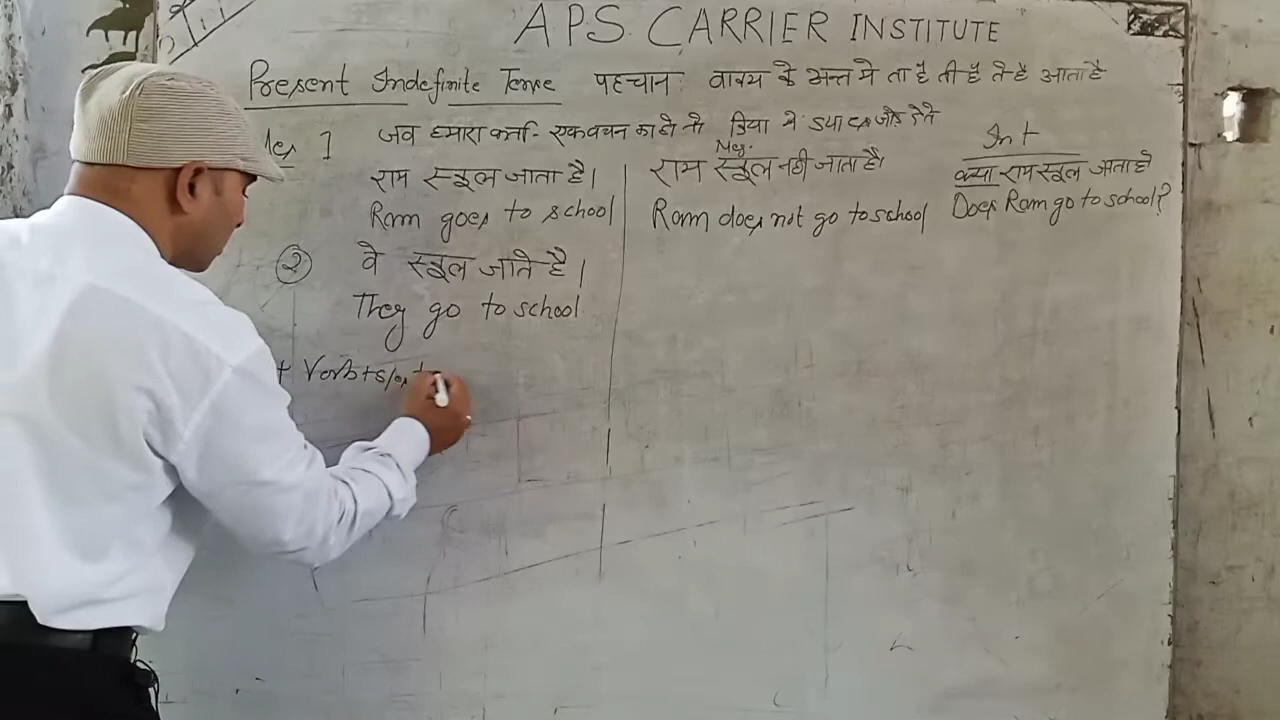 APS CARRIER INSTITUTE
Present Indefinite Tense पहचान वाक्य के अन्त मे ता है ती है ते है आता है
1 जब हमारा कर्त्ता - एकवचन का हो तो क्रिया मे s या es जोड देते
Neg.
Int
राम स्कूल जाता है। राम स्कूल नही जाता है। क्या राम स्कूल जाता है
Ram goes to school Ram does not go to school Does Ram go to school?
2 वे स्कूल जाते है।
They go to school
+ Verb+s/es+